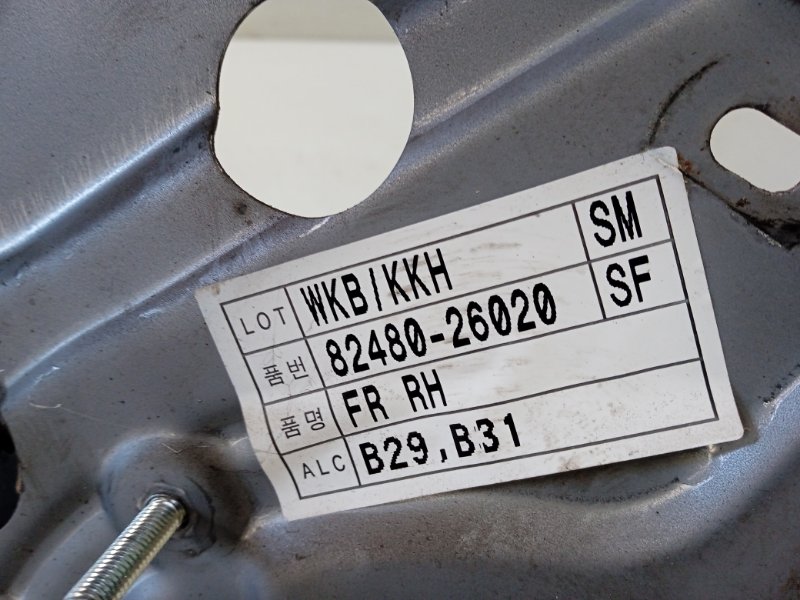 LOT WKB/KKH SM
품번 82480-26020 SF
품명 FR RH
ALC B29,B31